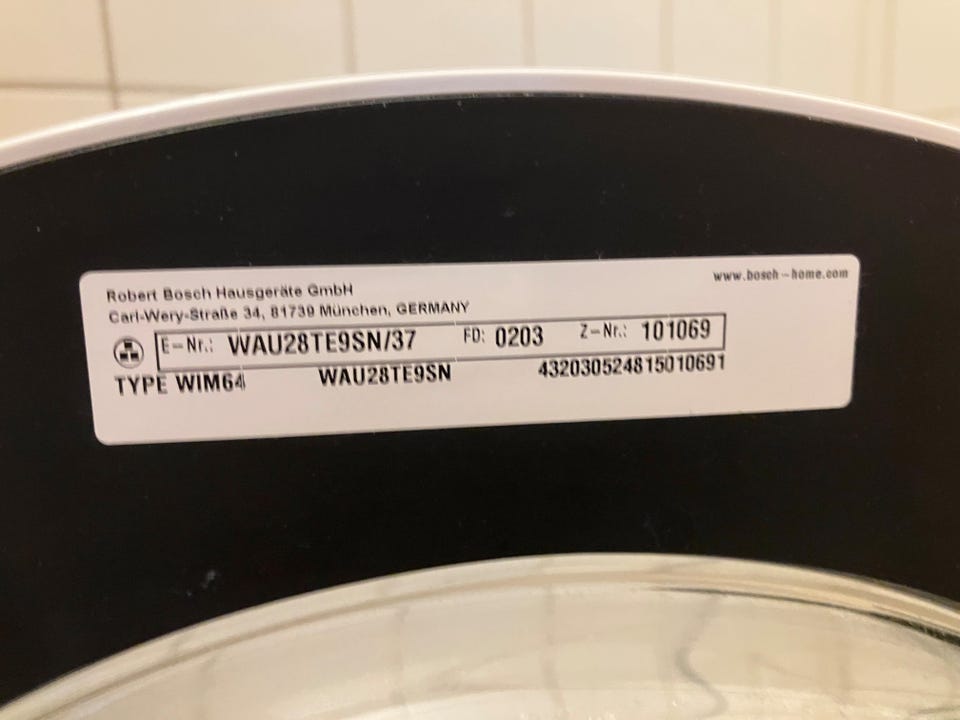 www.bosch-home.com
Robert Bosch Hausgeräte GmbH
Carl-Wery-Straße 34, 81739 München, GERMANY
E-Nr.: WAU28TE9SN/37 FD: 0203 Z-Nr.: 101069
TYPE WIM64 WAU28TE9SN 432030524815010691